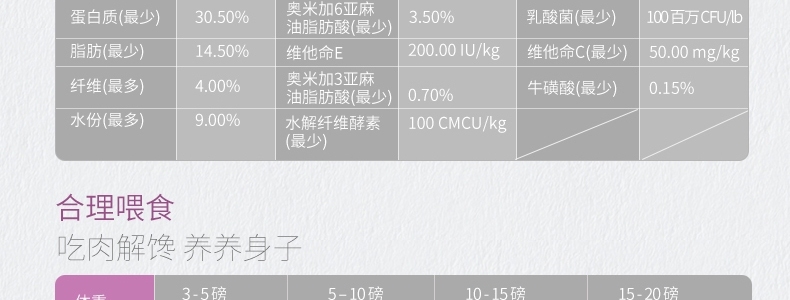 蛋白质(最少) 30.50% 奥米加6亚麻油脂肪酸(最少) 3.50% 乳酸菌(最少) 100百万CFU/lb
脂肪(最少) 14.50% 维他命E 200.00 IU/kg 维他命C(最少) 50.00 mg/kg
纤维(最多) 4.00% 奥米加3亚麻油脂肪酸(最少) 0.70% 牛磺酸(最少) 0.15%
水份(最多) 9.00% 水解纤维酵素(最少) 100 CMCU/kg
合理喂食
吃肉解馋 养养身子
体重 3-5磅 5-10磅 10-15磅 15-20磅